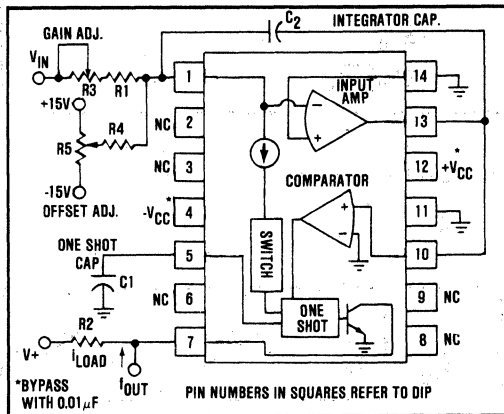 GAIN ADJ.
C2
INTEGRATOR CAP.
VIN
R3
R1
1
14
INPUT
AMP
+15V
R4
2
NC
13
R5
3
NC
12
+VCC*
-15V
OFFSET ADJ.
-VCC*
4
COMPARATOR
11
ONE SHOT
CAP
5
SWITCH
10
C1
NC
6
ONE
SHOT
9
NC
R2
V+
7
8
NC
iLOAD
fOUT
*BYPASS
WITH 0.01μF
PIN NUMBERS IN SQUARES REFER TO DIP